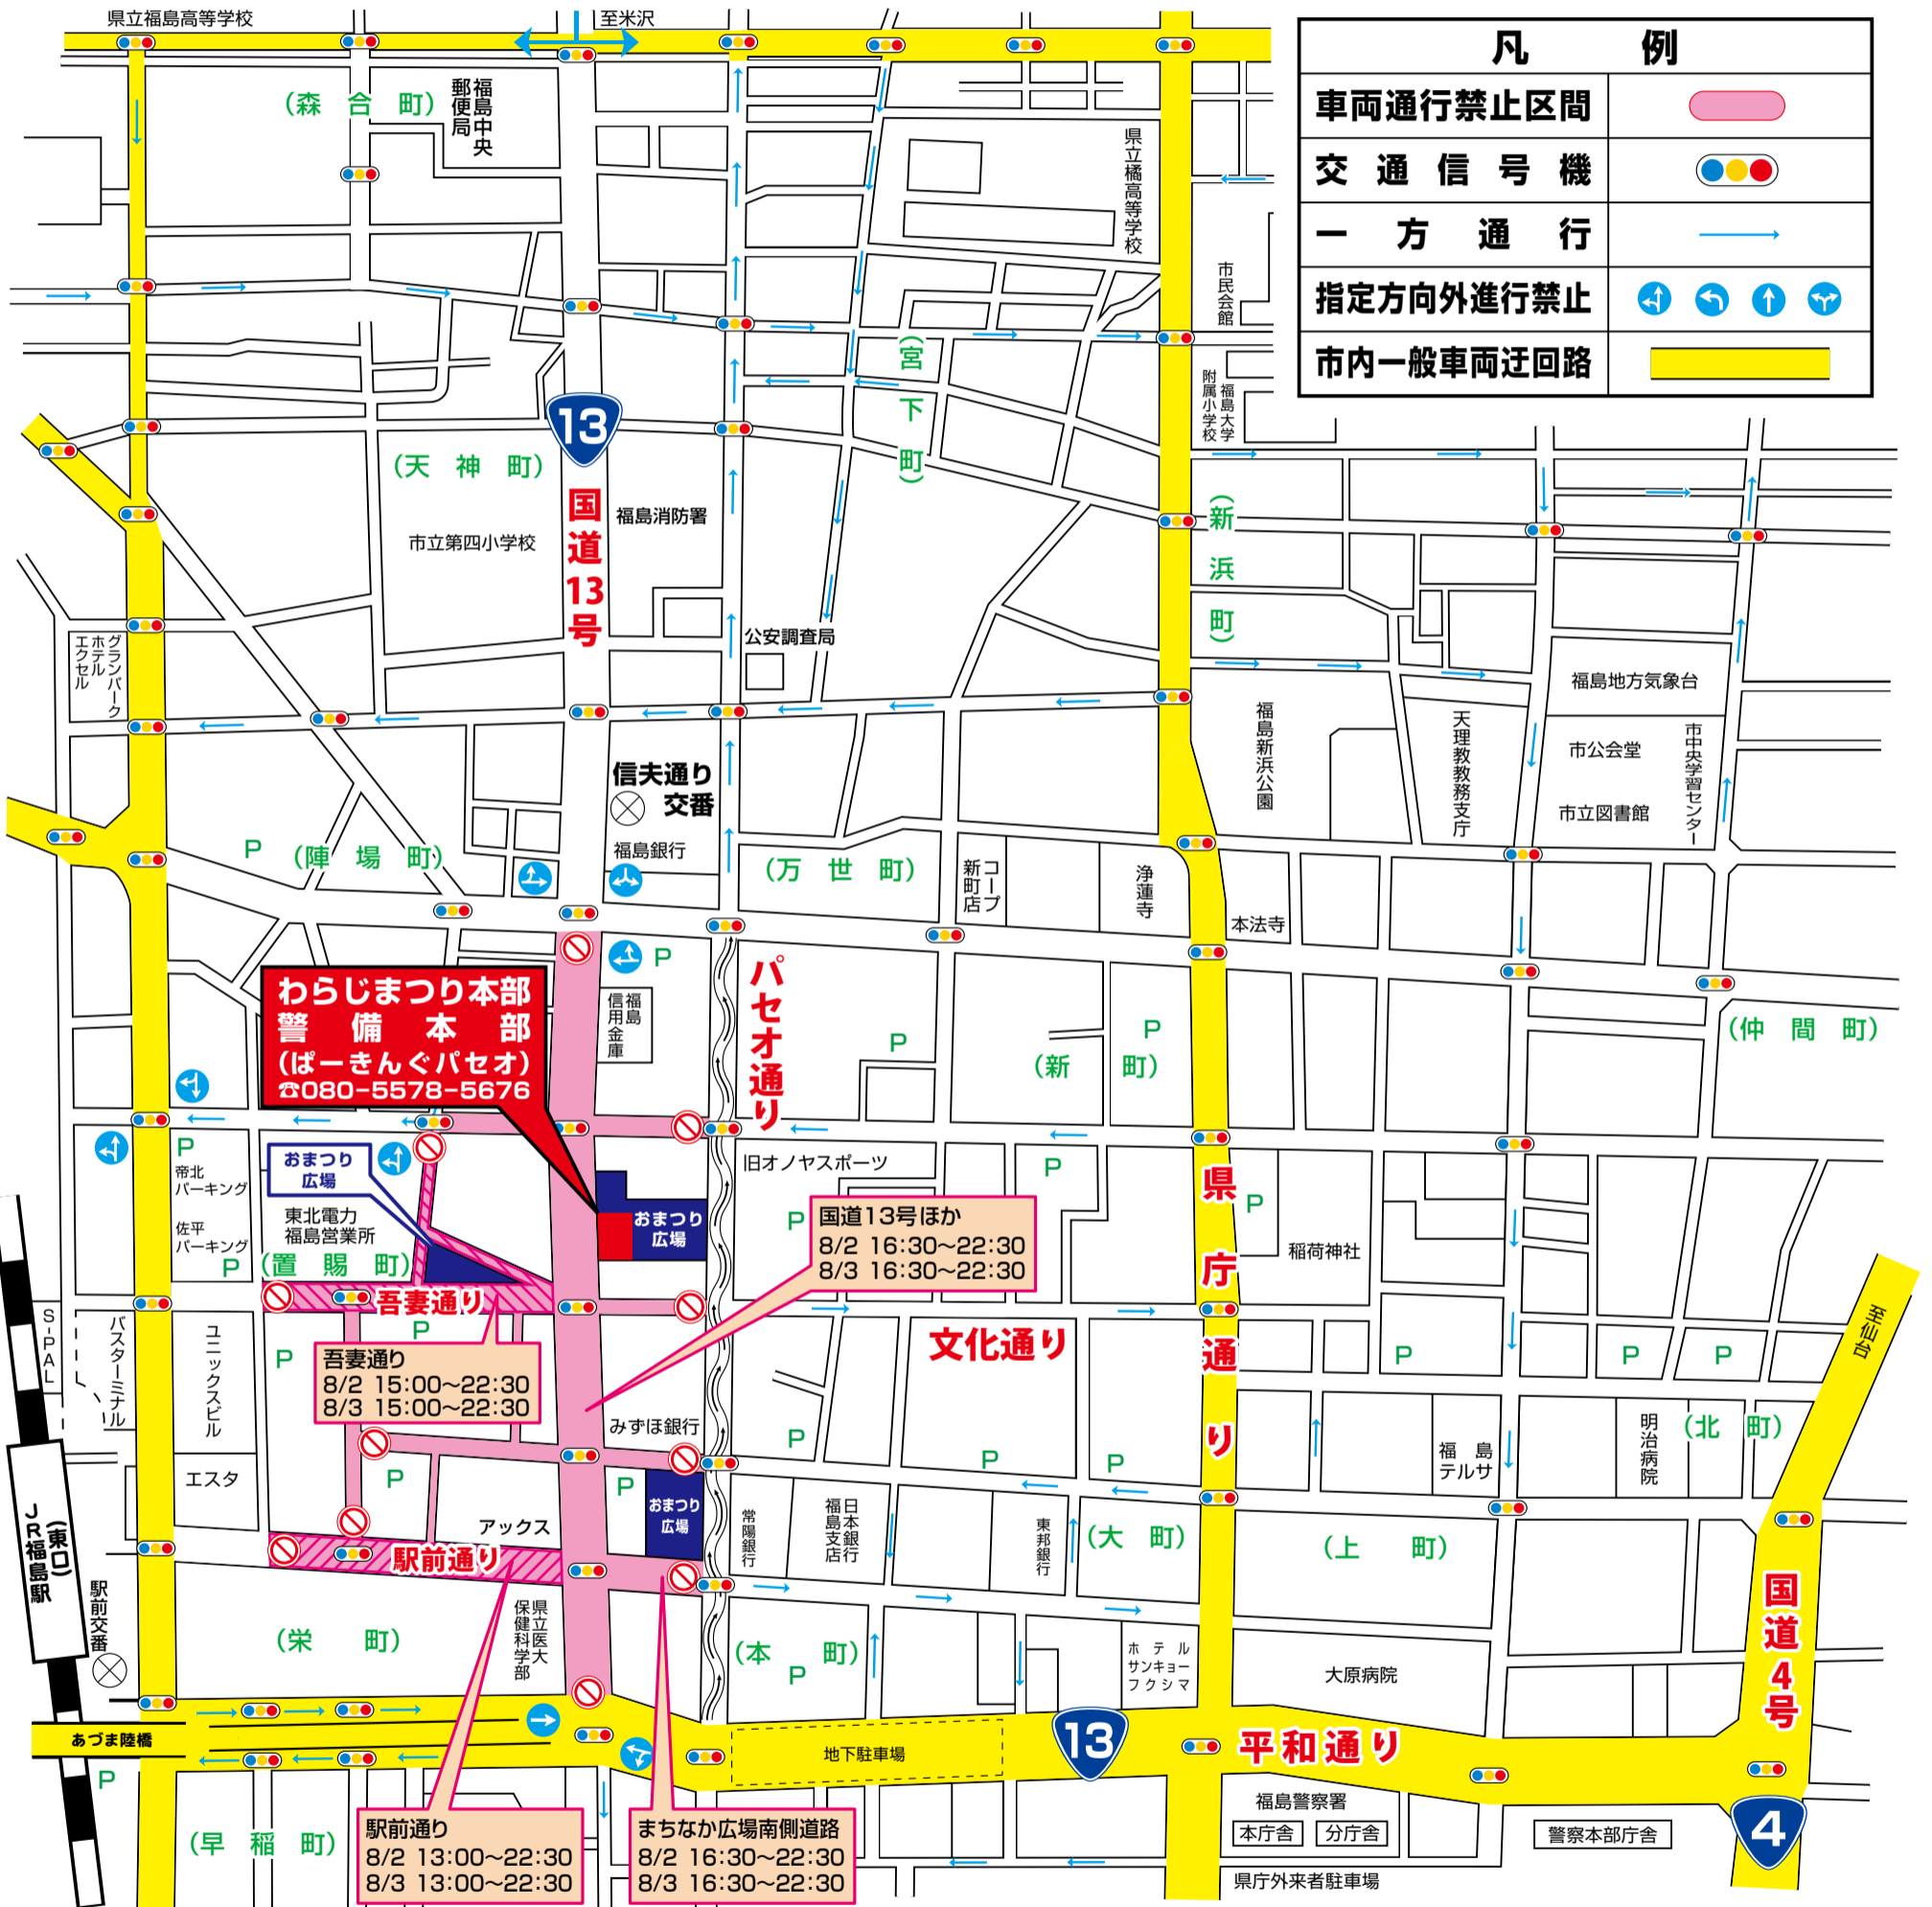 県立福島高等学校
至米沢
凡例
車両通行禁止区間
交通信号機
一方通行
指定方向外進行禁止
市内一般車両迂回路
(森合町)
福島中央
郵便局
県立橘高等学校
市民会館
福島大学
附属小学校
(宮下町)
13
国道13号
(天神町)
市立第四小学校
福島消防署
(新浜町)
公安調査局
グランパーク
ホテル
エクセル
福島地方気象台
福島新浜公園
天理教教務支庁
市公会堂
市立図書館
市中央学習センター
信夫通り
交番
福島銀行
P
(陣場町)
(万世町)
コープ
新町店
浄蓮寺
本法寺
P
福島
信用金庫
パセオ通り
P
P
(新町)
(仲間町)
わらじまつり本部
警備本部
(ぱーきんぐパセオ)
☎080-5578-5676
P
帝北
パーキング
佐平
パーキング
P
おまつり
広場
東北電力
福島営業所
(置賜町)
旧オノヤスポーツ
P
P
おまつり
広場
国道13号ほか
8/2 16:30〜22:30
8/3 16:30〜22:30
県庁通り
P
稲荷神社
至仙台
S-PAL
バスターミナル
ユニックスビル
P
吾妻通り
P
吾妻通り
8/2 15:00〜22:30
8/3 15:00〜22:30
文化通り
P
P
P
みずほ銀行
P
P
P
福島
テルサ
明治病院
(北町)
エスタ
P
P
おまつり
広場
アックス
常陽銀行
日本銀行
福島支店
東邦銀行
(大町)
(上町)
(東口)
JR福島駅
駅前通り
駅前交番
(栄町)
県立医大
保健科学部
(本町)
P
ホテル
サンキョー
フクシマ
大原病院
国道4号
あづま陸橋
P
地下駐車場
13
平和通り
(早稲町)
駅前通り
8/2 13:00〜22:30
8/3 13:00〜22:30
まちなか広場南側道路
8/2 16:30〜22:30
8/3 16:30〜22:30
福島警察署
本庁舎
分庁舎
警察本部庁舎
4
県庁外来者駐車場